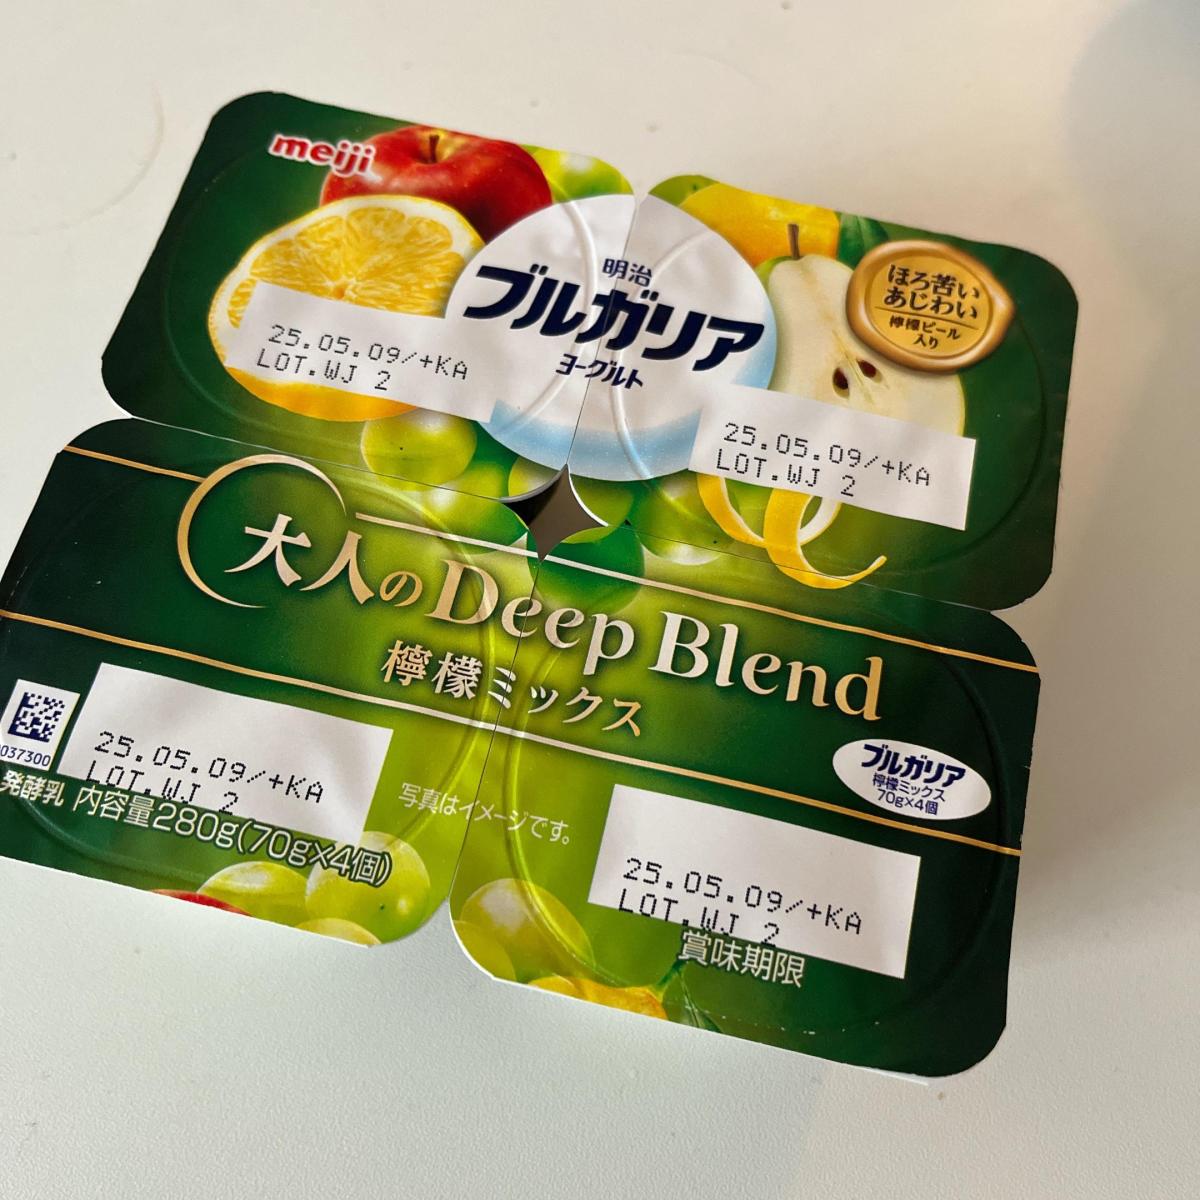 meiji
明治
ブルガリア
ヨーグルト
ほろ苦い
あじわい
檸檬ピール
入り
25.05.09/+KA
LOT.WJ 2
25.05.09/+KA
LOT.WJ 2
大人のDeep Blend
檸檬ミックス
037300
25.05.09/+KA
LOT.WJ 2
発酵乳 内容量280g(70g×4個)
写真はイメージです。
ブルガリア
檸檬ミックス
70g×4個
25.05.09/+KA
LOT.WJ 2
賞味期限